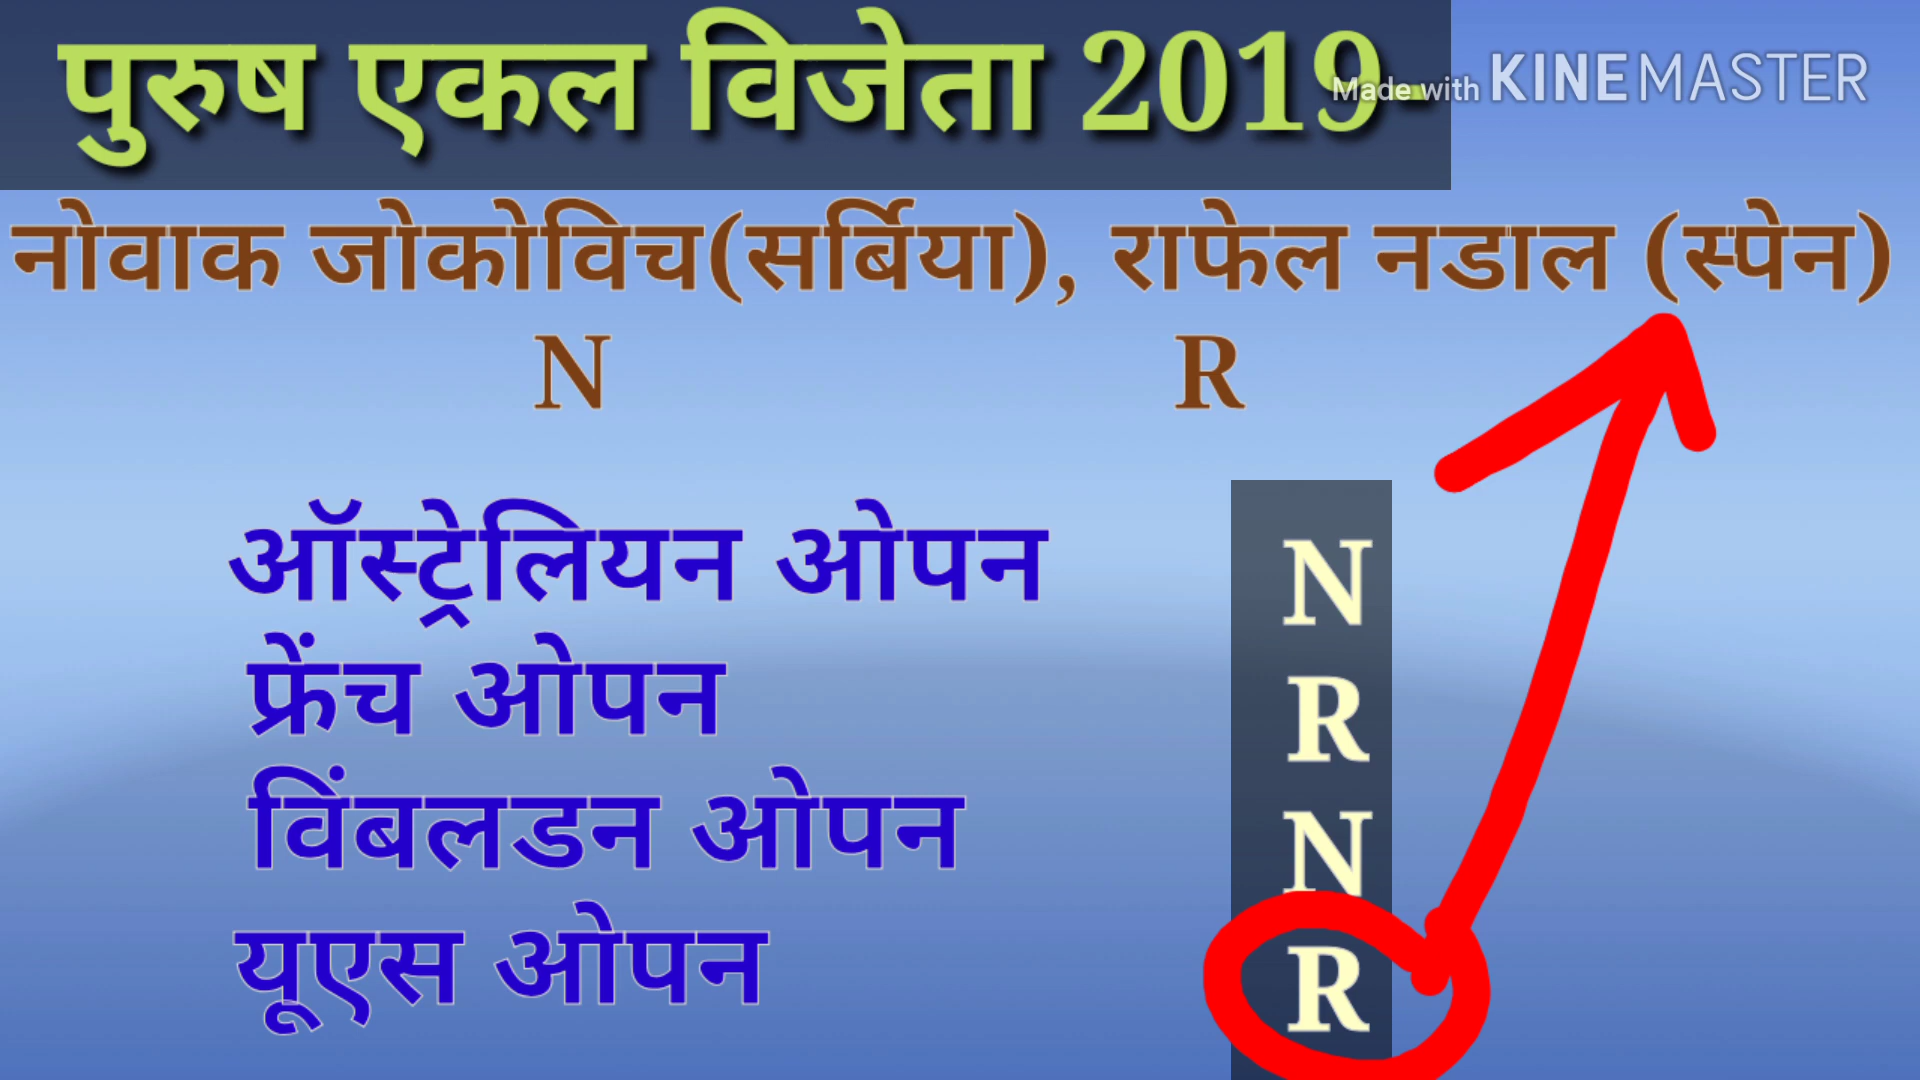 पुरुष एकल विजेता 2019-
Made with KINEMASTER
नोवाक जोकोविच(सर्बिया), राफेल नडाल (स्पेन)
N R
ऑस्ट्रेलियन ओपन N
फ्रेंच ओपन R
विंबलडन ओपन N
यूएस ओपन R